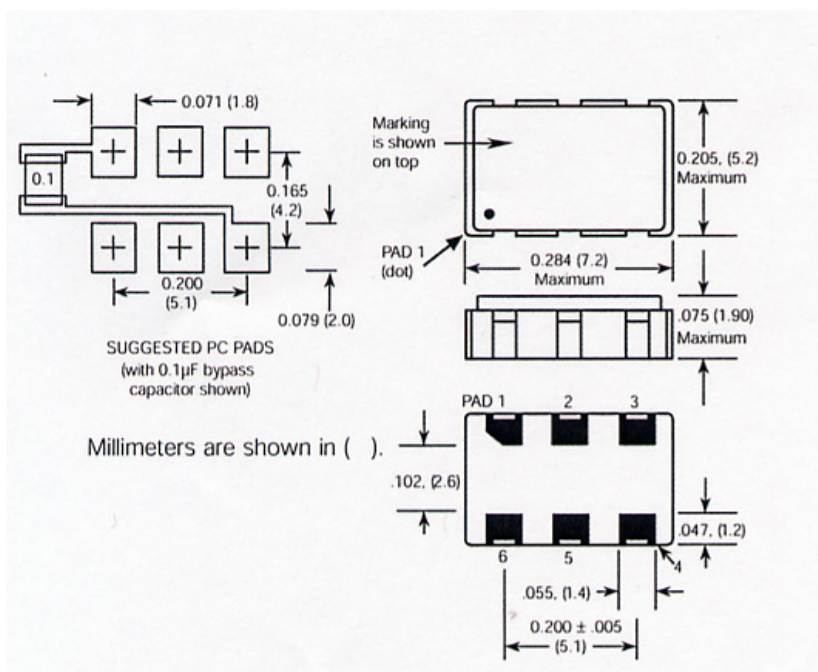 0.071 (1.8)
0.1
0.165
(4.2)
0.200
(5.1)
0.079 (2.0)
SUGGESTED PC PADS
(with 0.1µF bypass
capacitor shown)
Millimeters are shown in ( ).
Marking
is shown
on top
0.205, (5.2)
Maximum
PAD 1
(dot)
0.284 (7.2)
Maximum
.075 (1.90)
Maximum
PAD 1 2 3
.102, (2.6)
.047, (1.2)
6 5 4
.055, (1.4)
0.200 ± .005
(5.1)